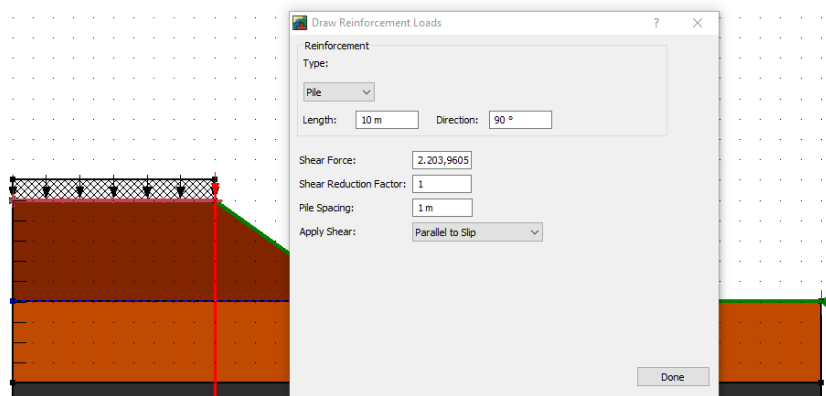 Draw Reinforcement Loads ? ×
Reinforcement
Type:
Pile
Length: 10 m Direction: 90 °
Shear Force: 2.203,9605
Shear Reduction Factor: 1
Pile Spacing: 1 m
Apply Shear: Parallel to Slip
Done